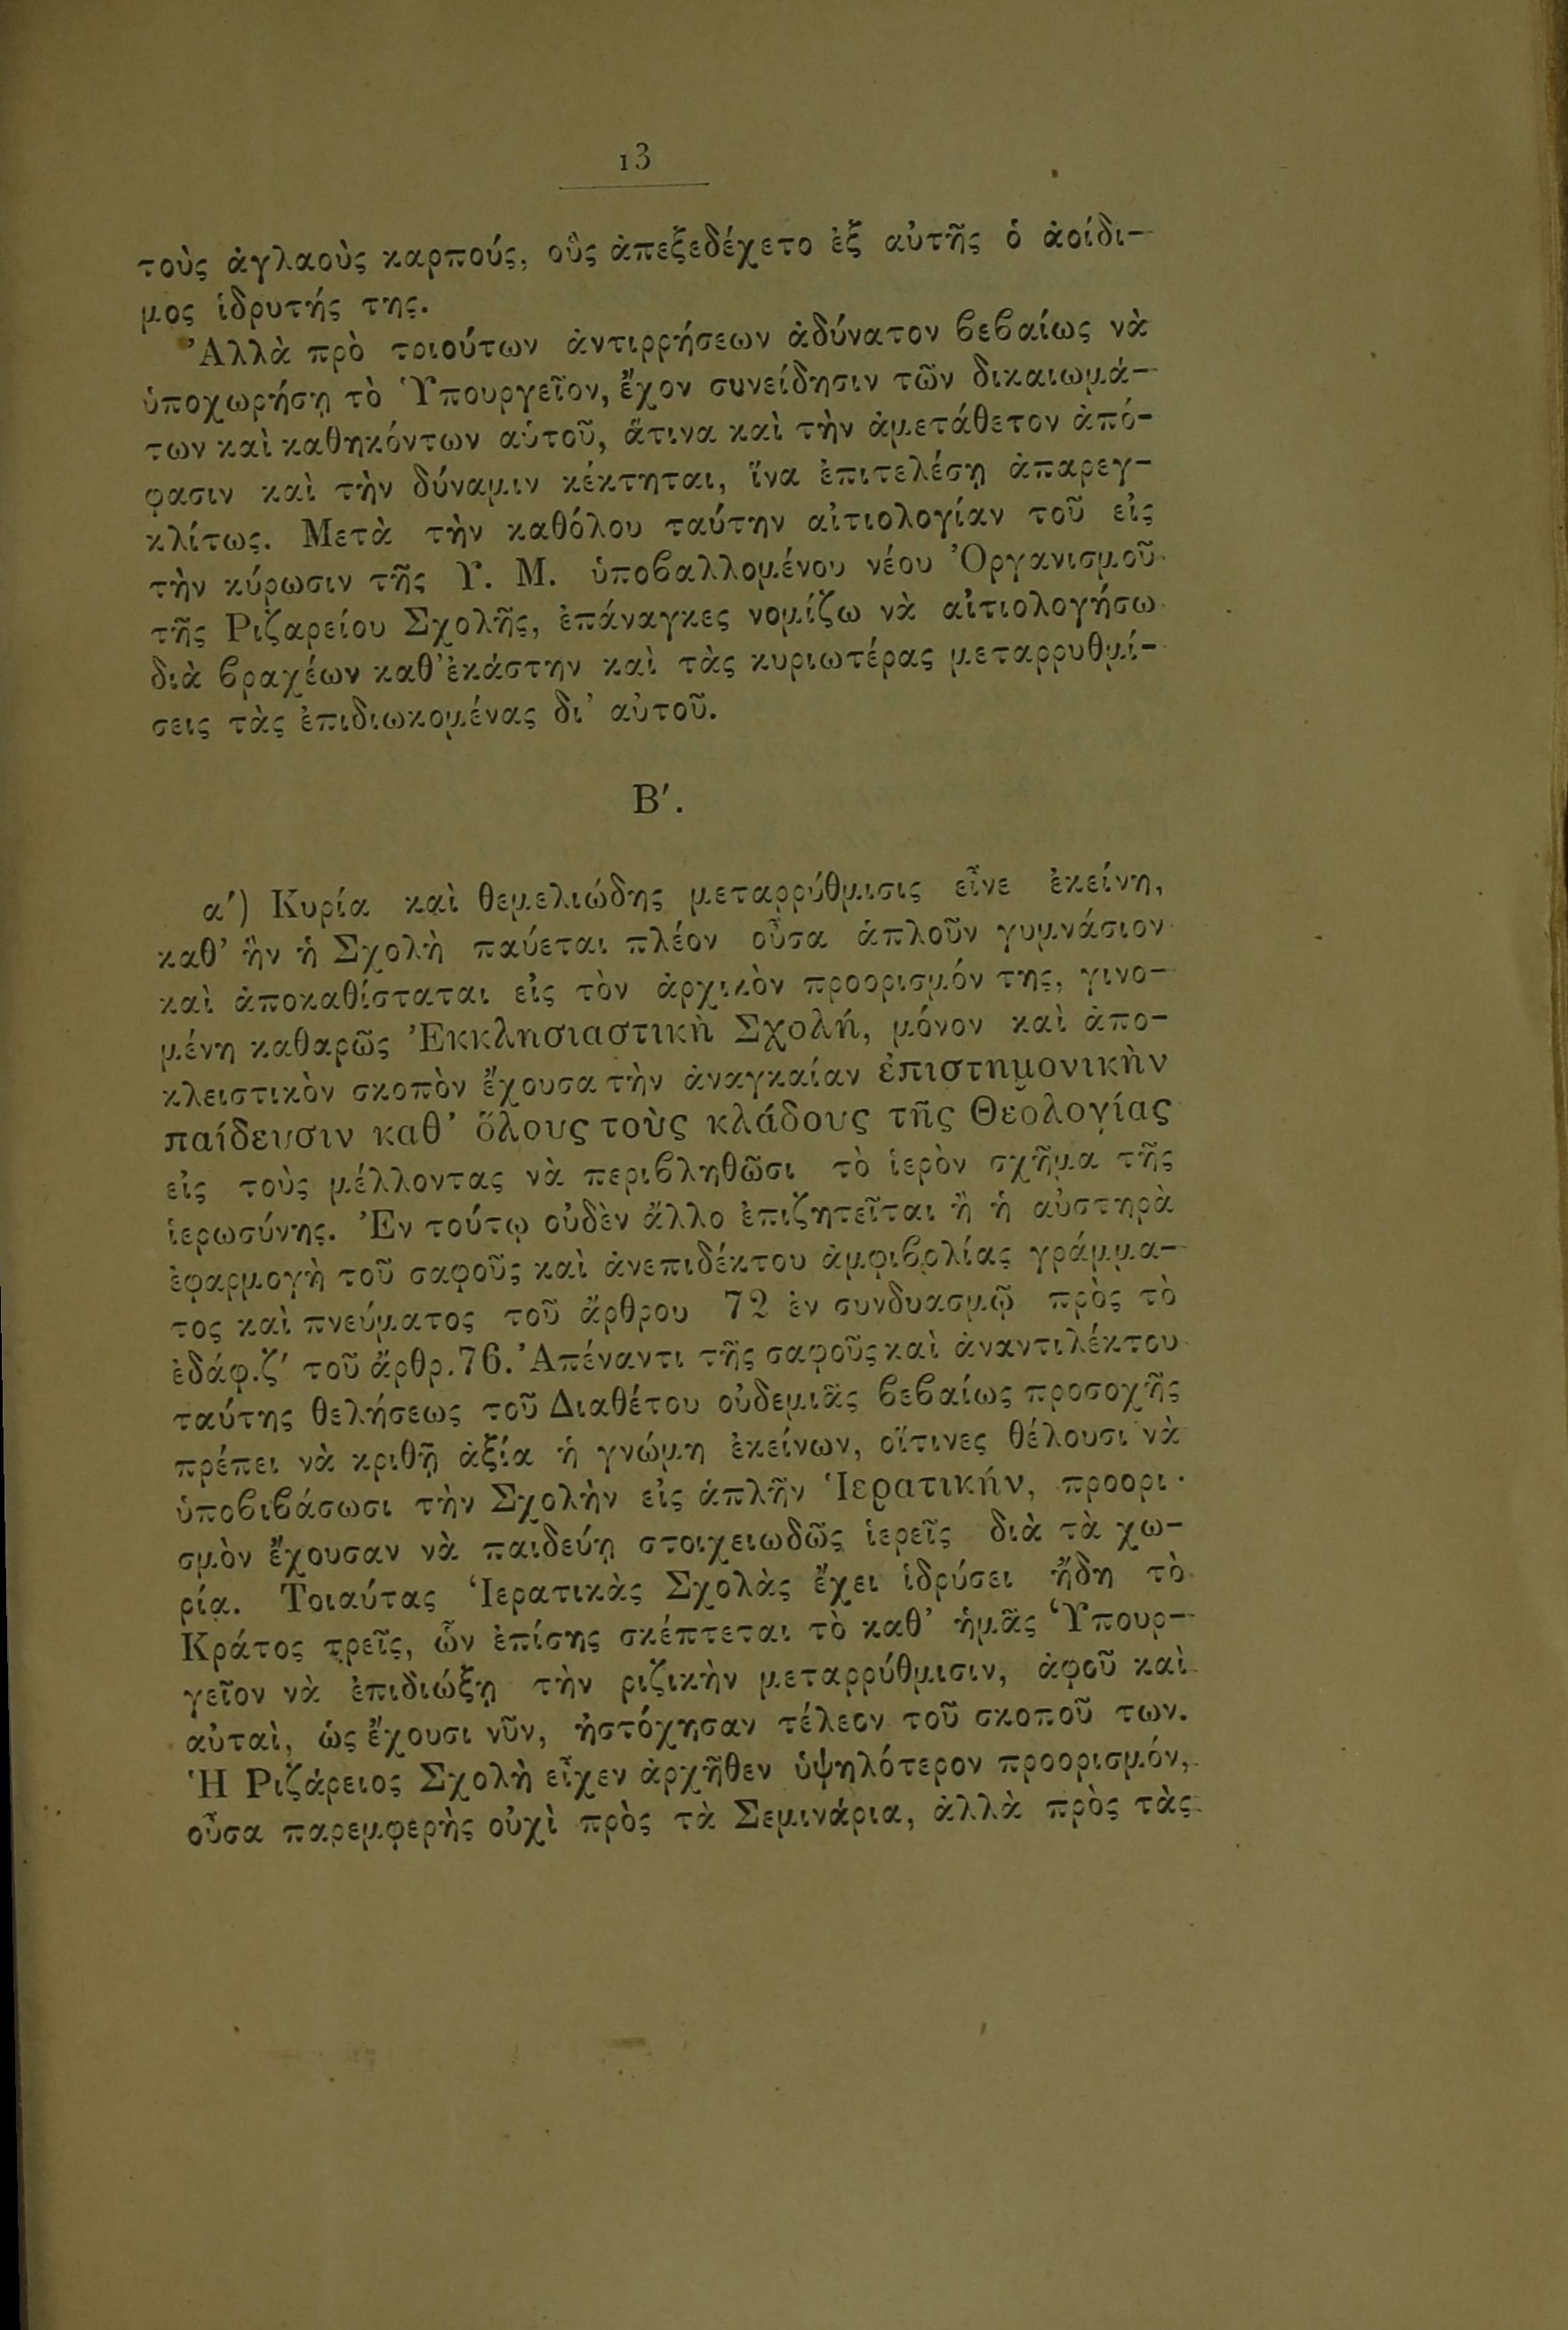 13
τοὺς ἀγλαοὺς καρπούς, οὓς ἀπεξεδέχετο ἐξ αὐτῆς ὁ ἀοίδι-
μος ἱδρυτής της.
Ἀλλὰ πρὸ τοιούτων ἀντιρρήσεων ἀδύνατον βεβαίως νὰ
ὑποχωρήσῃ τὸ Ὑπουργεῖον, ἔχον συνείδησιν τῶν δικαιωμά-
των καὶ καθηκόντων αὑτοῦ, ἅτινα καὶ τὴν ἀμετάθετον ἀπό-
φασιν καὶ τὴν δύναμιν κέκτηται, ἵνα ἐπιτελέσῃ ἀπαρεγ-
κλίτως. Μετὰ τὴν καθόλου ταύτην αἰτιολογίαν τοῦ εἰς
τὴν κύρωσιν τῆς Υ. Μ. ὑποβαλλομένου νέου Ὀργανισμοῦ
τῆς Ριζαρείου Σχολῆς, ἐπάναγκες νομίζω νὰ αἰτιολογήσω
διὰ βραχέων καθ᾽ἑκάστην καὶ τὰς κυριωτέρας μεταρρυθμί-
σεις τὰς ἐπιδιωκομένας δι᾽ αὐτοῦ.
Β′.
α′) Κυρία καὶ θεμελιώδης μεταρρύθμισις εἶνε ἐκείνη,
καθ᾽ ἣν ἡ Σχολὴ παύεται πλέον οὖσα ἁπλοῦν γυμνάσιον
καὶ ἀποκαθίσταται εἰς τὸν ἀρχικὸν προορισμόν της, γινο-
μένη καθαρῶς Ἐκκλησιαστικὴ Σχολή, μόνον καὶ ἀπο-
κλειστικὸν σκοπὸν ἔχουσα τὴν ἀναγκαίαν ἐπιστημονικὴν
παίδευσιν καθ᾽ ὅλους τοὺς κλάδους τῆς Θεολογίας
εἰς τοὺς μέλλοντας νὰ περιβληθῶσι τὸ ἱερὸν σχῆμα τῆς
ἱερωσύνης. Ἐν τούτῳ οὐδὲν ἄλλο ἐπιζητεῖται ἢ ἡ αὐστηρὰ
ἐφαρμογὴ τοῦ σαφοῦς καὶ ἀνεπιδέκτου ἀμφιβολίας γράμμα-
τος καὶ πνεύματος τοῦ ἄρθρου 72 ἐν συνδυασμῷ πρὸς τὸ
ἐδάφ.ζ′ τοῦ ἄρθρ.76. Ἀπέναντι τῆς σαφοῦς καὶ ἀναντιλέκτου
ταύτης θελήσεως τοῦ Διαθέτου οὐδεμιᾶς βεβαίως προσοχῆς
πρέπει νὰ κριθῇ ἀξία ἡ γνώμη ἐκείνων, οἵτινες θέλουσι νὰ
ὑποβιβάσωσι τὴν Σχολὴν εἰς ἁπλῆν Ἱερατικήν, προορι-
σμὸν ἔχουσαν νὰ παιδεύῃ στοιχειωδῶς ἱερεῖς διὰ τὰ χω-
ρία. Τοιαύτας Ἱερατικὰς Σχολὰς ἔχει ἱδρύσει ἤδη τὸ
Κράτος τρεῖς, ὧν ἐπίσης σκέπτεται τὸ καθ᾽ ἡμᾶς Ὑπουρ-
γεῖον νὰ ἐπιδιώξῃ τὴν ριζικὴν μεταρρύθμισιν, ἀφοῦ καὶ
αὐταὶ, ὡς ἔχουσι νῦν, ἠστόχησαν τέλεον τοῦ σκοποῦ των.
Ἡ Ριζάρειος Σχολὴ εἶχεν ἀρχῆθεν ὑψηλότερον προορισμόν,
οὖσα παρεμφερὴς οὐχὶ πρὸς τὰ Σεμινάρια, ἀλλὰ πρὸς τὰς